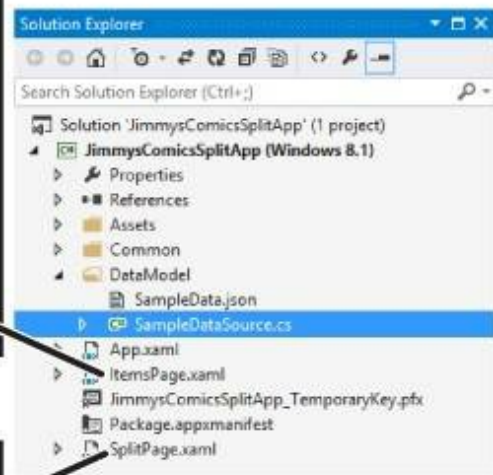 Solution Explorer
Search Solution Explorer (Ctrl+;)
Solution 'JimmysComicsSplitApp' (1 project)
C# JimmysComicsSplitApp (Windows 8.1)
Properties
References
Assets
Common
DataModel
SampleData.json
C# SampleDataSource.cs
App.xaml
ItemsPage.xaml
JimmysComicsSplitApp_TemporaryKey.pfx
Package.appxmanifest
SplitPage.xaml